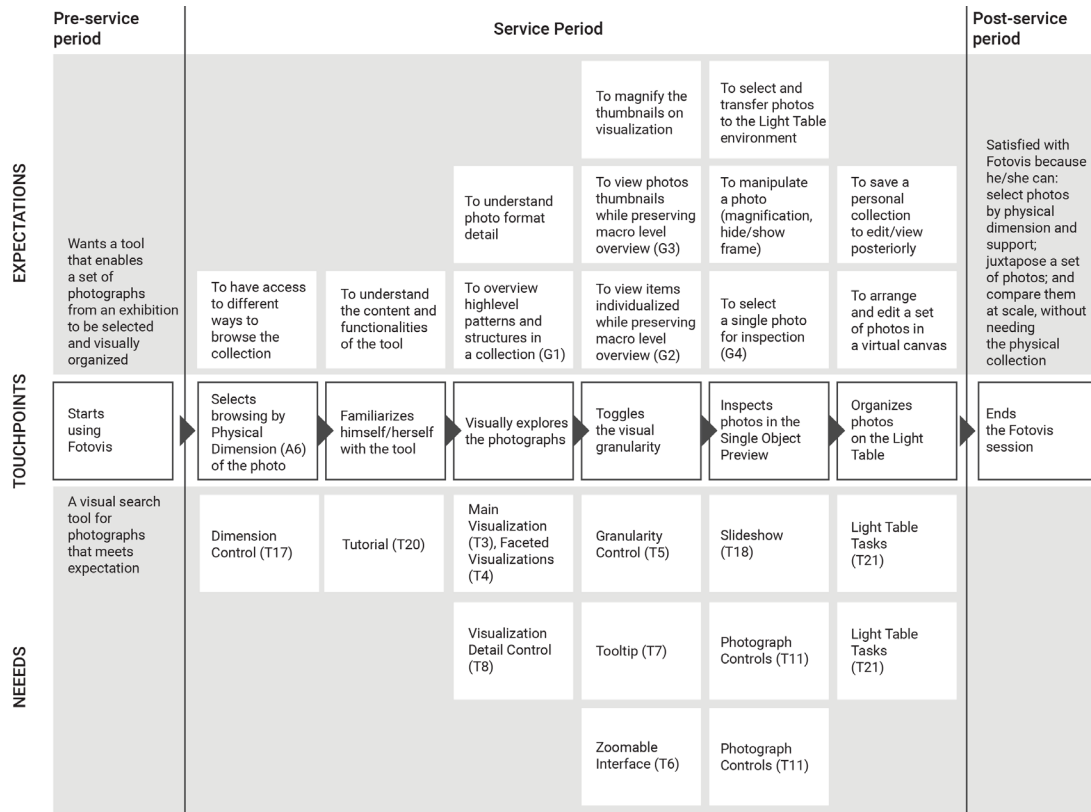 Pre-service
period
Service Period
Post-service
period
EXPECTATIONS
Wants a tool
that enables
a set of
photographs
from an exhibition
to be selected
and visually
organized
To have access
to different
ways to
browse the
collection
To understand
the content and
functionalities
of the tool
To understand
photo format
detail
To overview
highlevel
patterns and
structures in
a collection (G1)
To magnify the
thumbnails on
visualization
To view photos
thumbnails
while preserving
macro level
overview (G3)
To view items
individualized
while preserving
macro level
overview (G2)
To select and
transfer photos
to the Light Table
environment
To manipulate
a photo
(magnification,
hide/show
frame)
To select
a single photo
for inspection
(G4)
To save a
personal
collection
to edit/view
posteriorly
To arrange
and edit a set
of photos in
a virtual canvas
Satisfied with
Fotovis because
he/she can:
select photos
by physical
dimension and
support;
juxtapose a set
of photos; and
compare them
at scale, without
needing
the physical
collection
TOUCHPOINTS
Starts
using
Fotovis
Selects
browsing by
Physical
Dimension (A6)
of the photo
Familiarizes
himself/herself
with the tool
Visually explores
the photographs
Toggles
the visual
granularity
Inspects
photos in the
Single Object
Preview
Organizes
photos
on the Light
Table
Ends
the Fotovis
session
NEEEDS
A visual search
tool for
photographs
that meets
expectation
Dimension
Control (T17)
Tutorial (T20)
Main
Visualization
(T3), Faceted
Visualizations
(T4)
Visualization
Detail Control
(T8)
Granularity
Control (T5)
Tooltip (T7)
Zoomable
Interface (T6)
Slideshow
(T18)
Photograph
Controls (T11)
Photograph
Controls (T11)
Light Table
Tasks
(T21)
Light Table
Tasks
(T21)